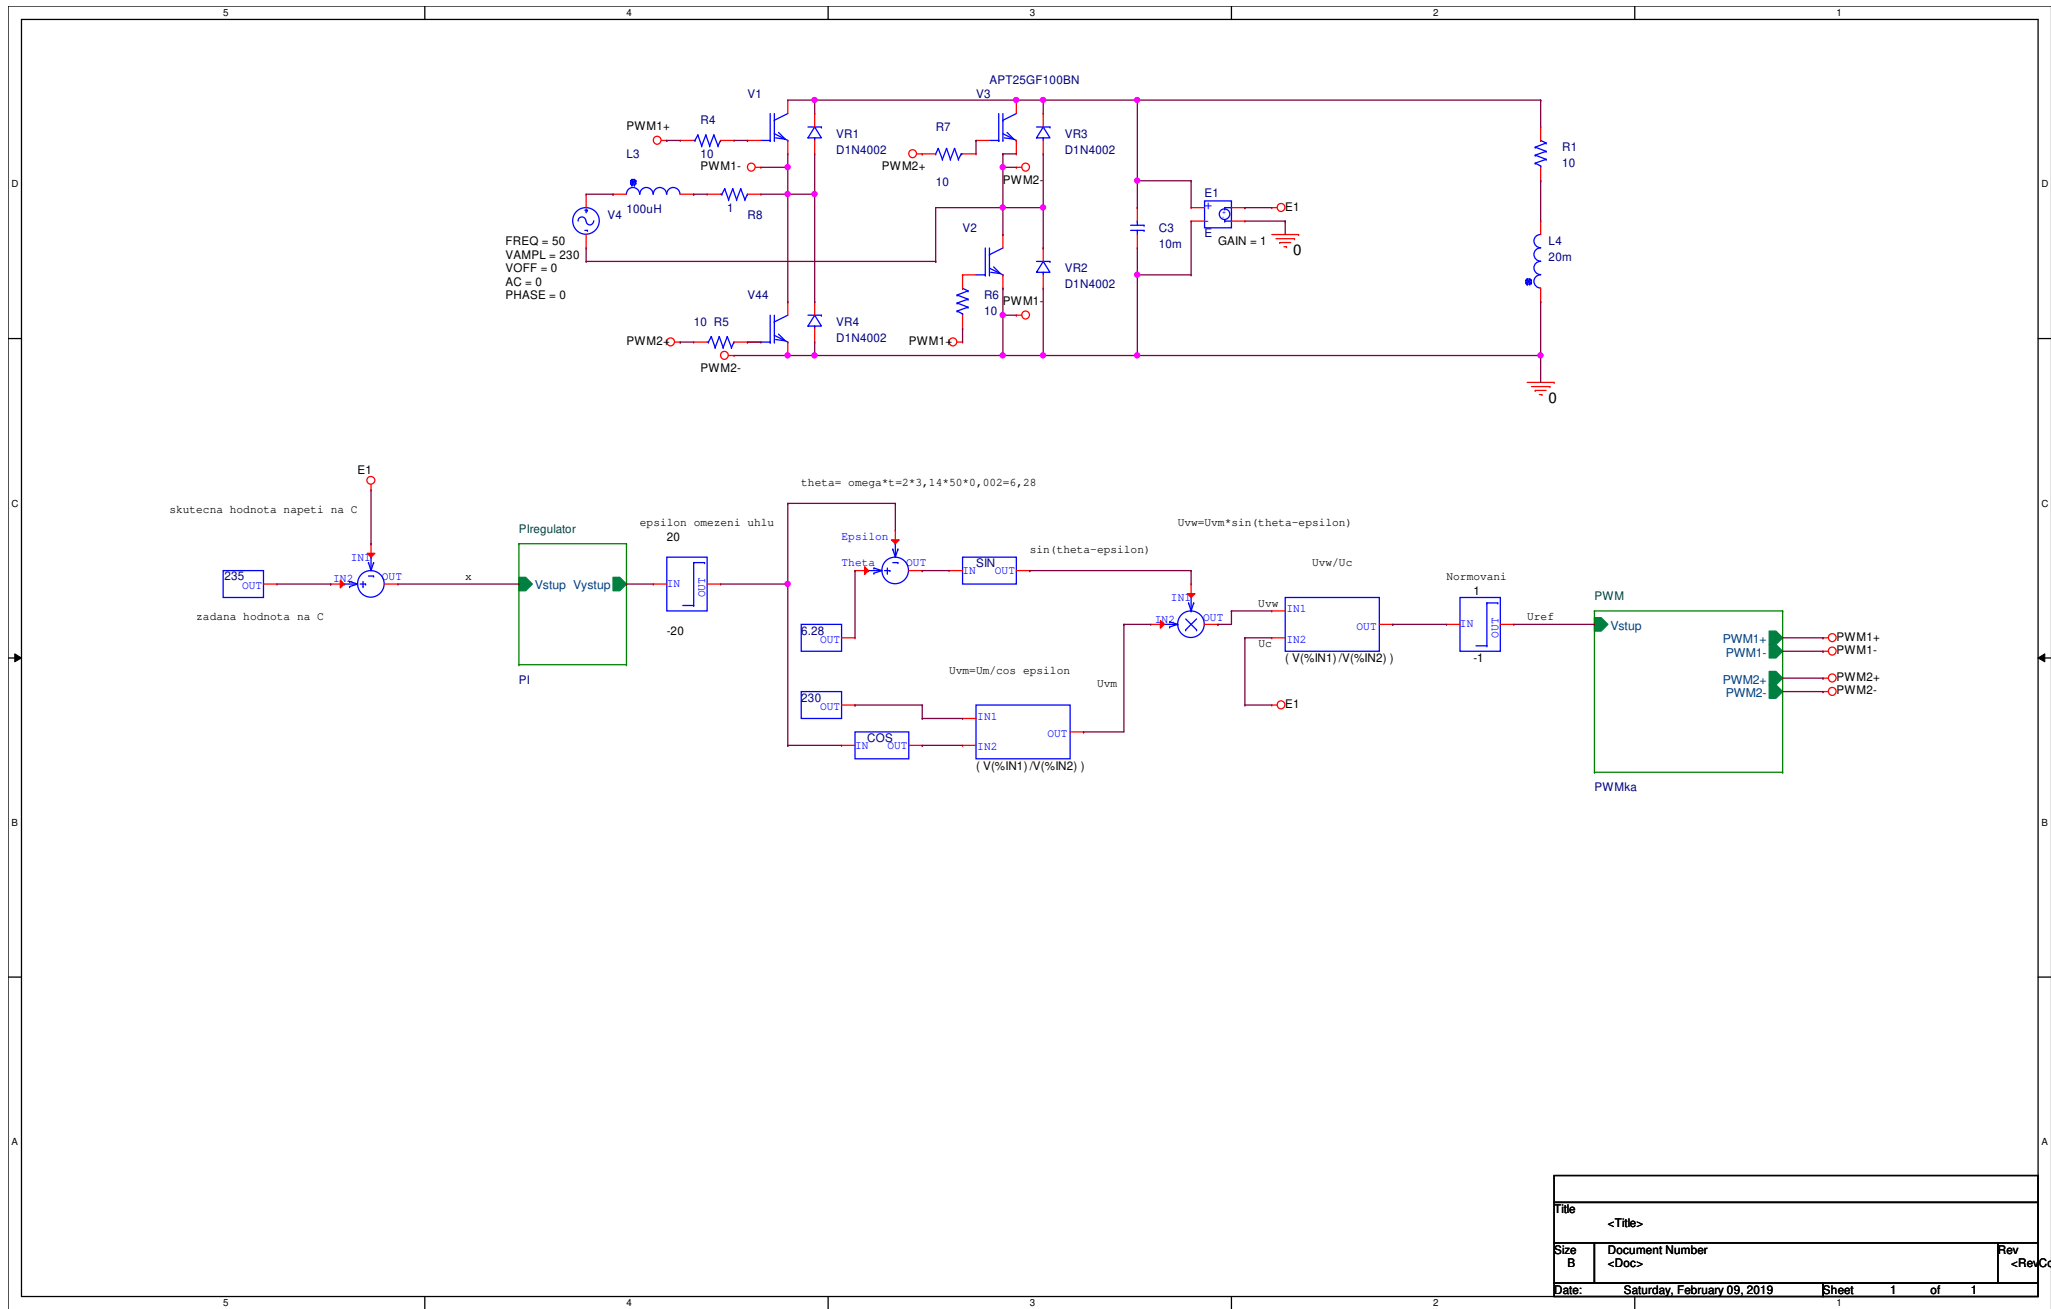 5 4 3 2 1
D
C
B
A
D
C
B
A
APT25GF100BN
V1
V3
PWM1+
R4
10
VR1
D1N4002
R7
10
PWM2+
VR3
D1N4002
PWM1-
PWM2-
L3
100uH
1
R8
V4
FREQ = 50
VAMPL = 230
VOFF = 0
AC = 0
PHASE = 0
V2
VR2
D1N4002
R6
10
PWM1-
PWM1+
V44
10 R5
PWM2+
PWM2-
VR4
D1N4002
C3
10m
E1
+
-
E
GAIN = 1
E1
0
R1
10
L4
20m
0
E1
skutecna hodnota napeti na C
235
OUT
IN1
IN2
OUT
zadana hodnota na C
x
PIregulator
Vstup Vystup
PI
epsilon omezeni uhlu
20
IN
OUT
-20
theta= omega*t=2*3,14*50*0,002=6,28
Epsilon
Theta
OUT
6.28
OUT
IN
SIN
OUT
sin(theta-epsilon)
Uvw=Uvm*sin(theta-epsilon)
230
OUT
IN
COS
OUT
Uvm=Um/cos epsilon
IN1
IN2
OUT
( V(%IN1)/V(%IN2) )
Uvm
IN1
IN2
OUT
Uvw
Uc
Uvw/Uc
IN1
IN2
OUT
( V(%IN1)/V(%IN2) )
E1
Normovani
1
IN
OUT
-1
Uref
PWM
Vstup
PWM1+
PWM1-
PWM2+
PWM2-
PWM1+
PWM1-
PWM2+
PWM2-
PWMka
Title
<Title>
Size
B
Document Number
<Doc>
Rev
<RevCo
Date: Saturday, February 09, 2019 Sheet 1 of 1
5 4 3 2 1